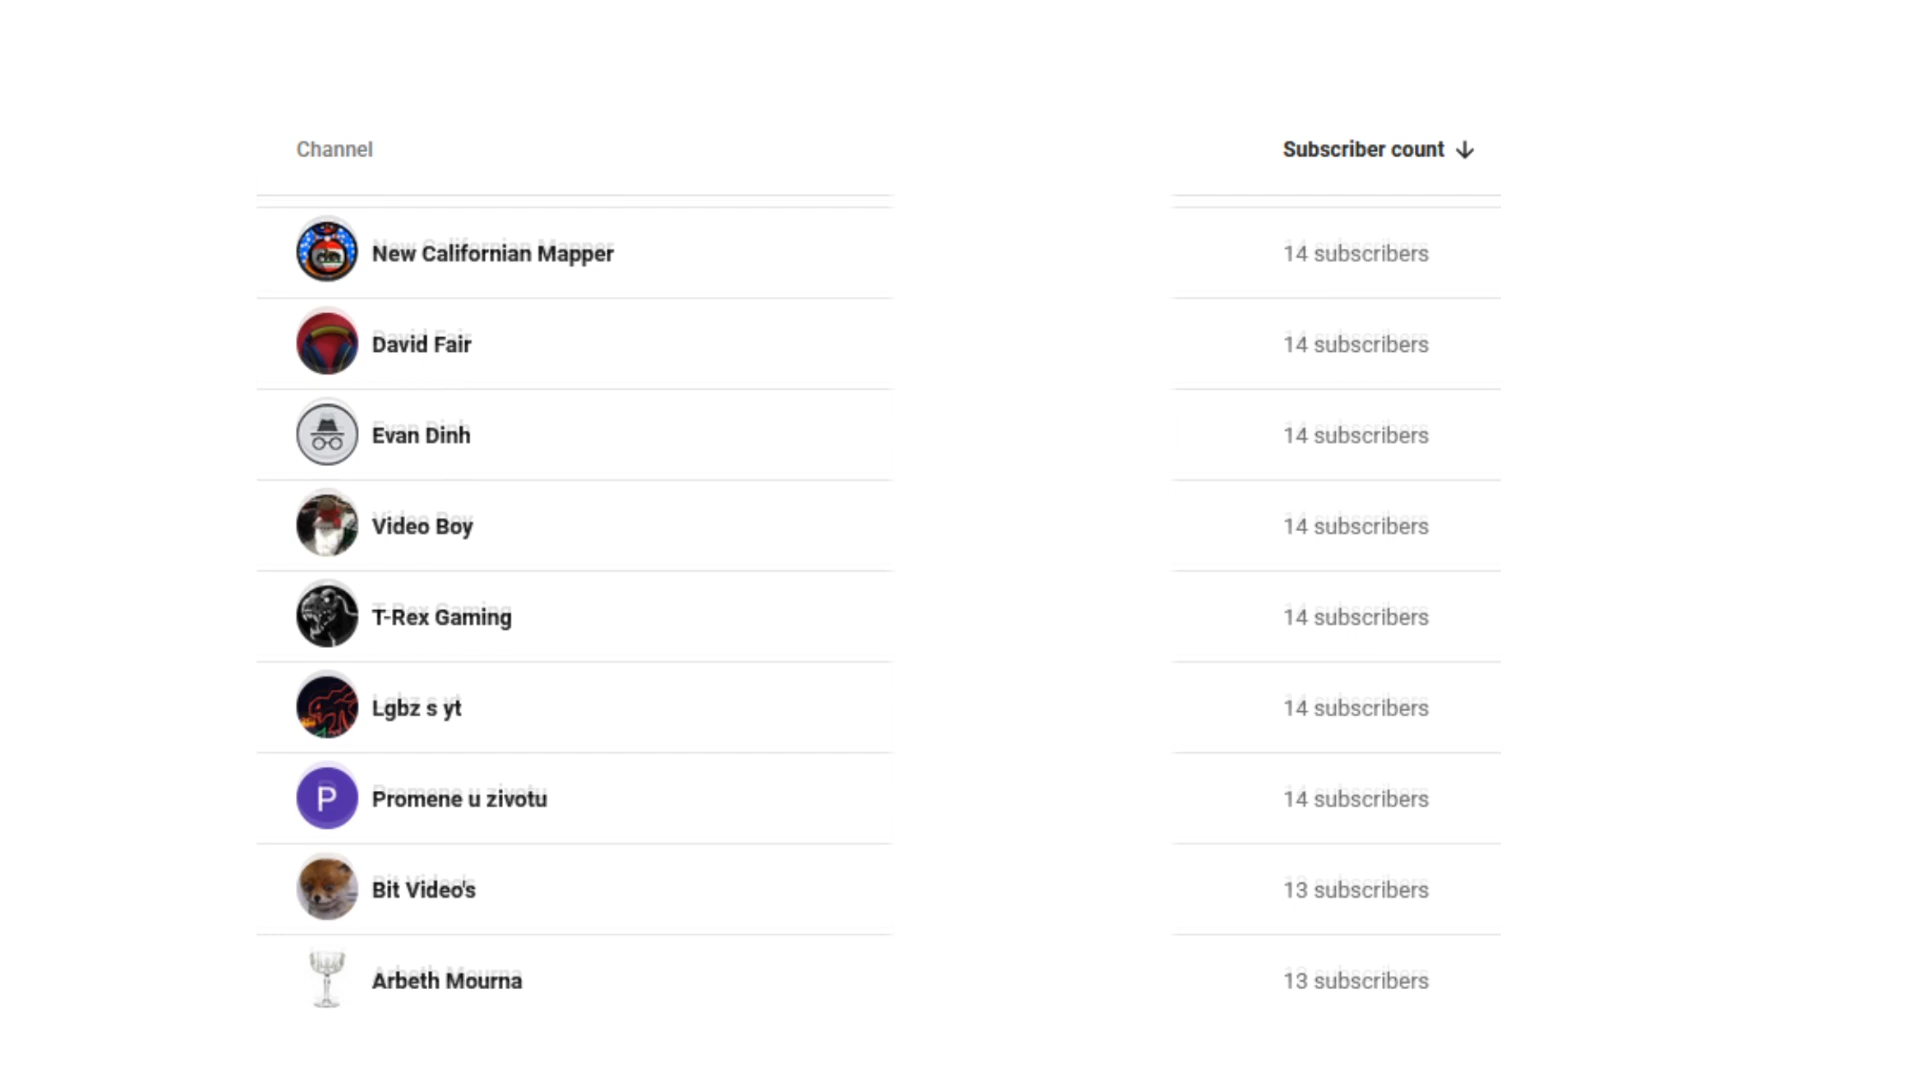 Channel Subscriber count
New Californian Mapper 14 subscribers
David Fair 14 subscribers
Evan Dinh 14 subscribers
Video Boy 14 subscribers
T-Rex Gaming 14 subscribers
Lgbz s yt 14 subscribers
P Promene u zivotu 14 subscribers
Bit Video's 13 subscribers
Arbeth Mourna 13 subscribers